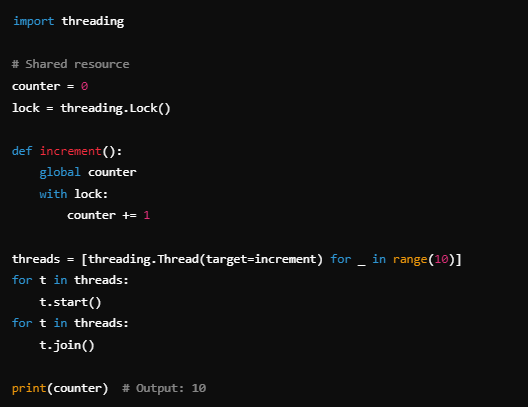 import threading

# Shared resource
counter = 0
lock = threading.Lock()

def increment():
    global counter
    with lock:
        counter += 1

threads = [threading.Thread(target=increment) for _ in range(10)]
for t in threads:
    t.start()
for t in threads:
    t.join()

print(counter)  # Output: 10